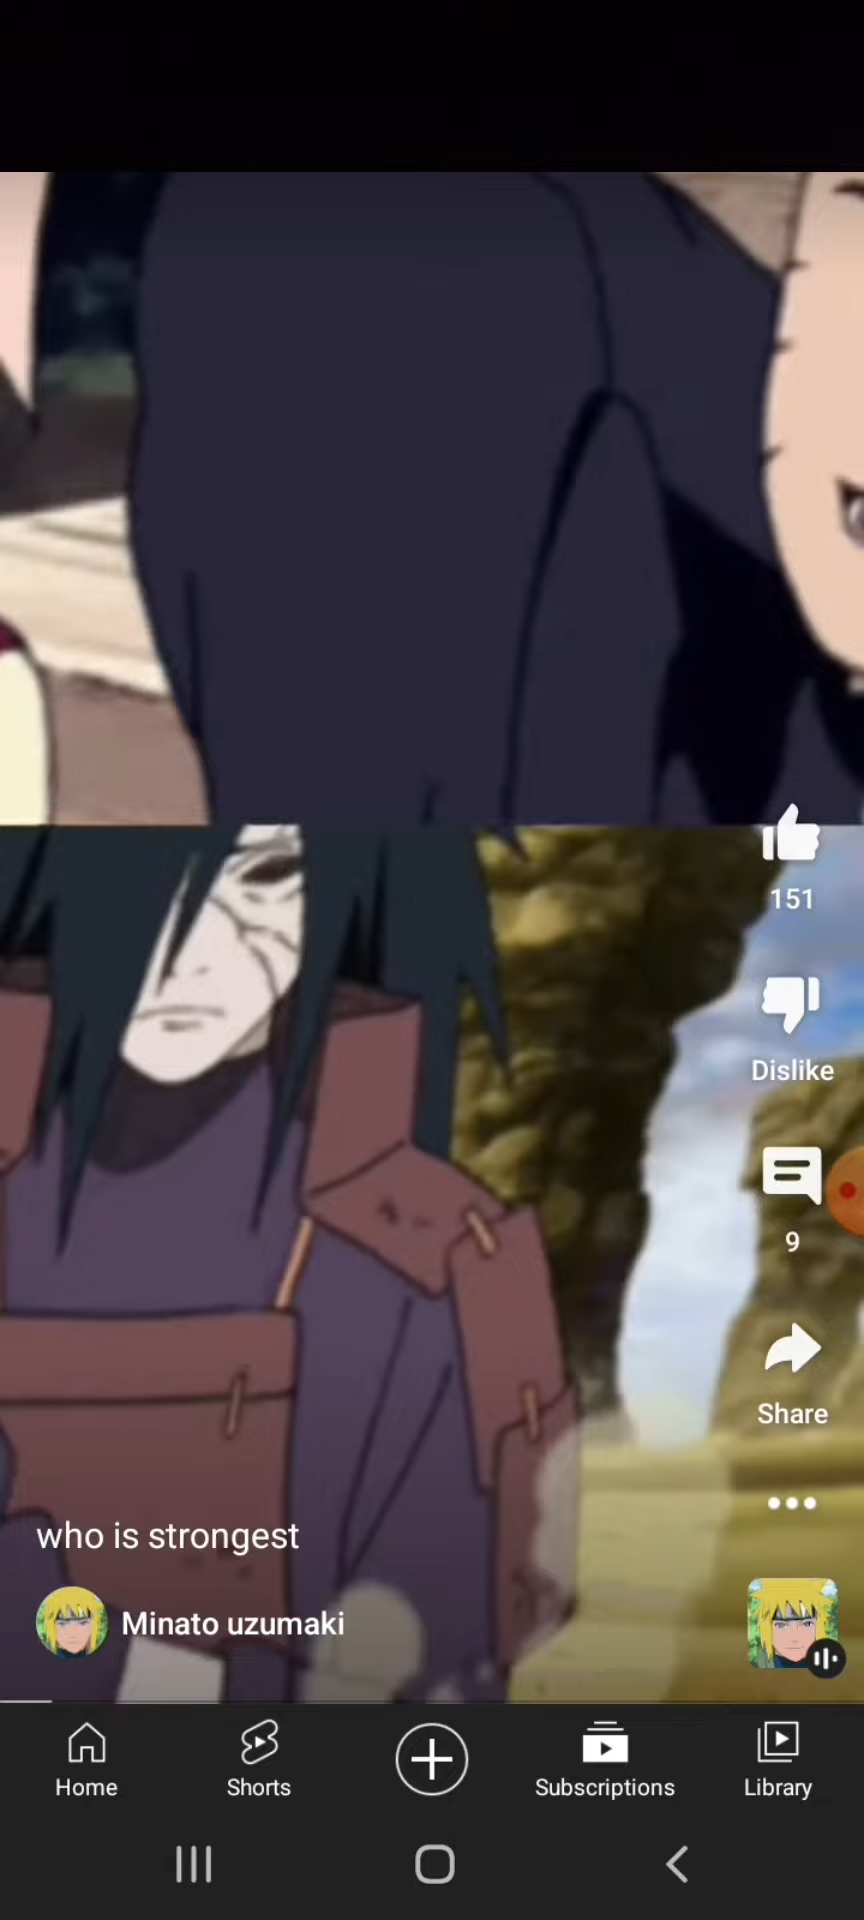 151
Dislike
9
Share
who is strongest
Minato uzumaki
Home
Shorts
Subscriptions
Library